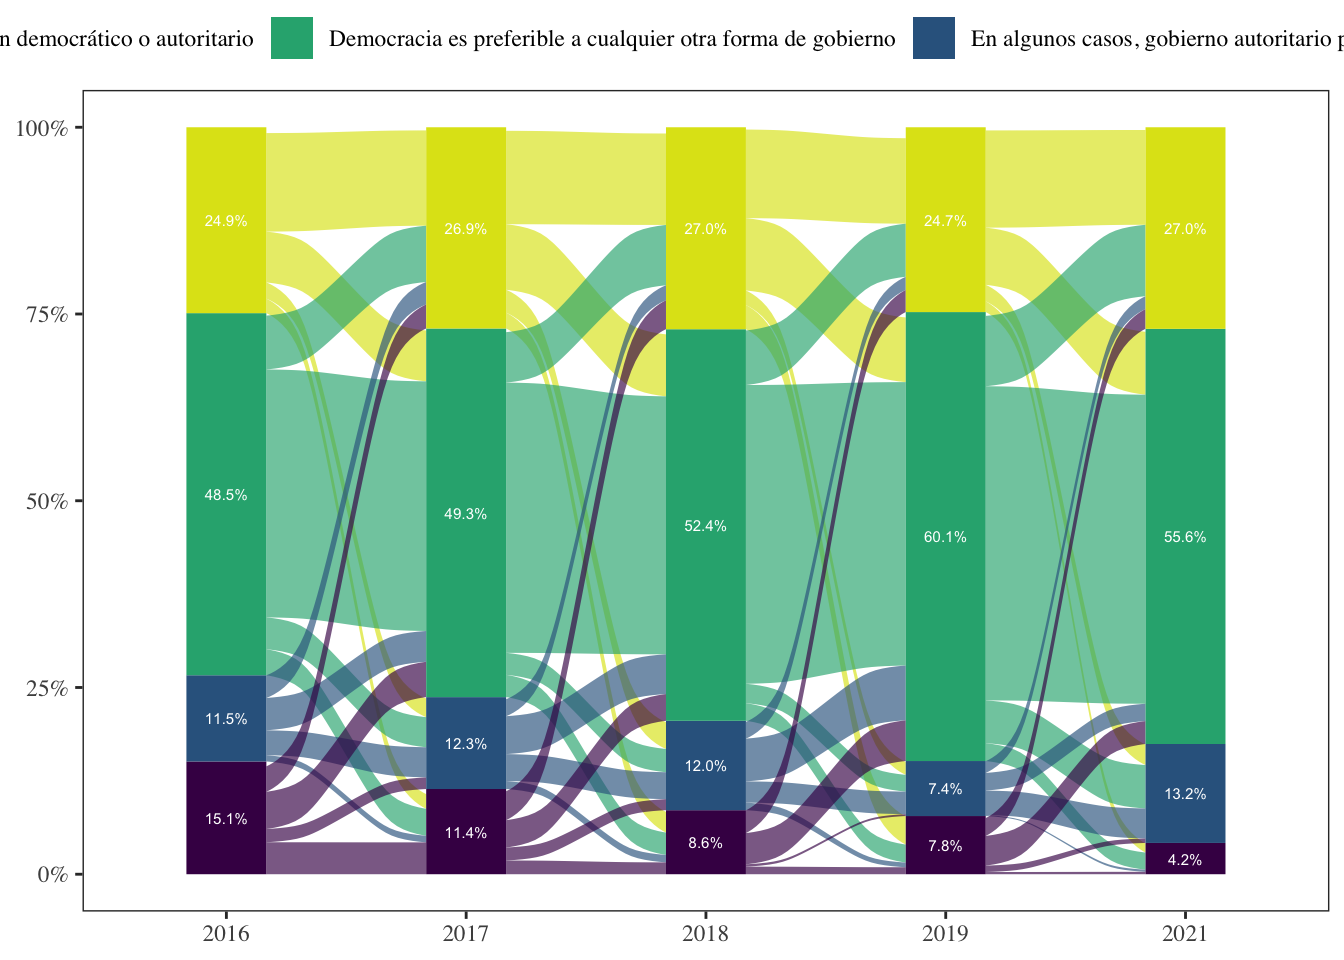 n democrático o autoritario Democracia es preferible a cualquier otra forma de gobierno En algunos casos, gobierno autoritario p
100%
75%
50%
25%
0%
24.9% 26.9% 27.0% 24.7% 27.0%
48.5% 49.3% 52.4% 60.1% 55.6%
11.5% 12.3% 12.0% 7.4% 13.2%
15.1% 11.4% 8.6% 7.8% 4.2%
2016 2017 2018 2019 2021